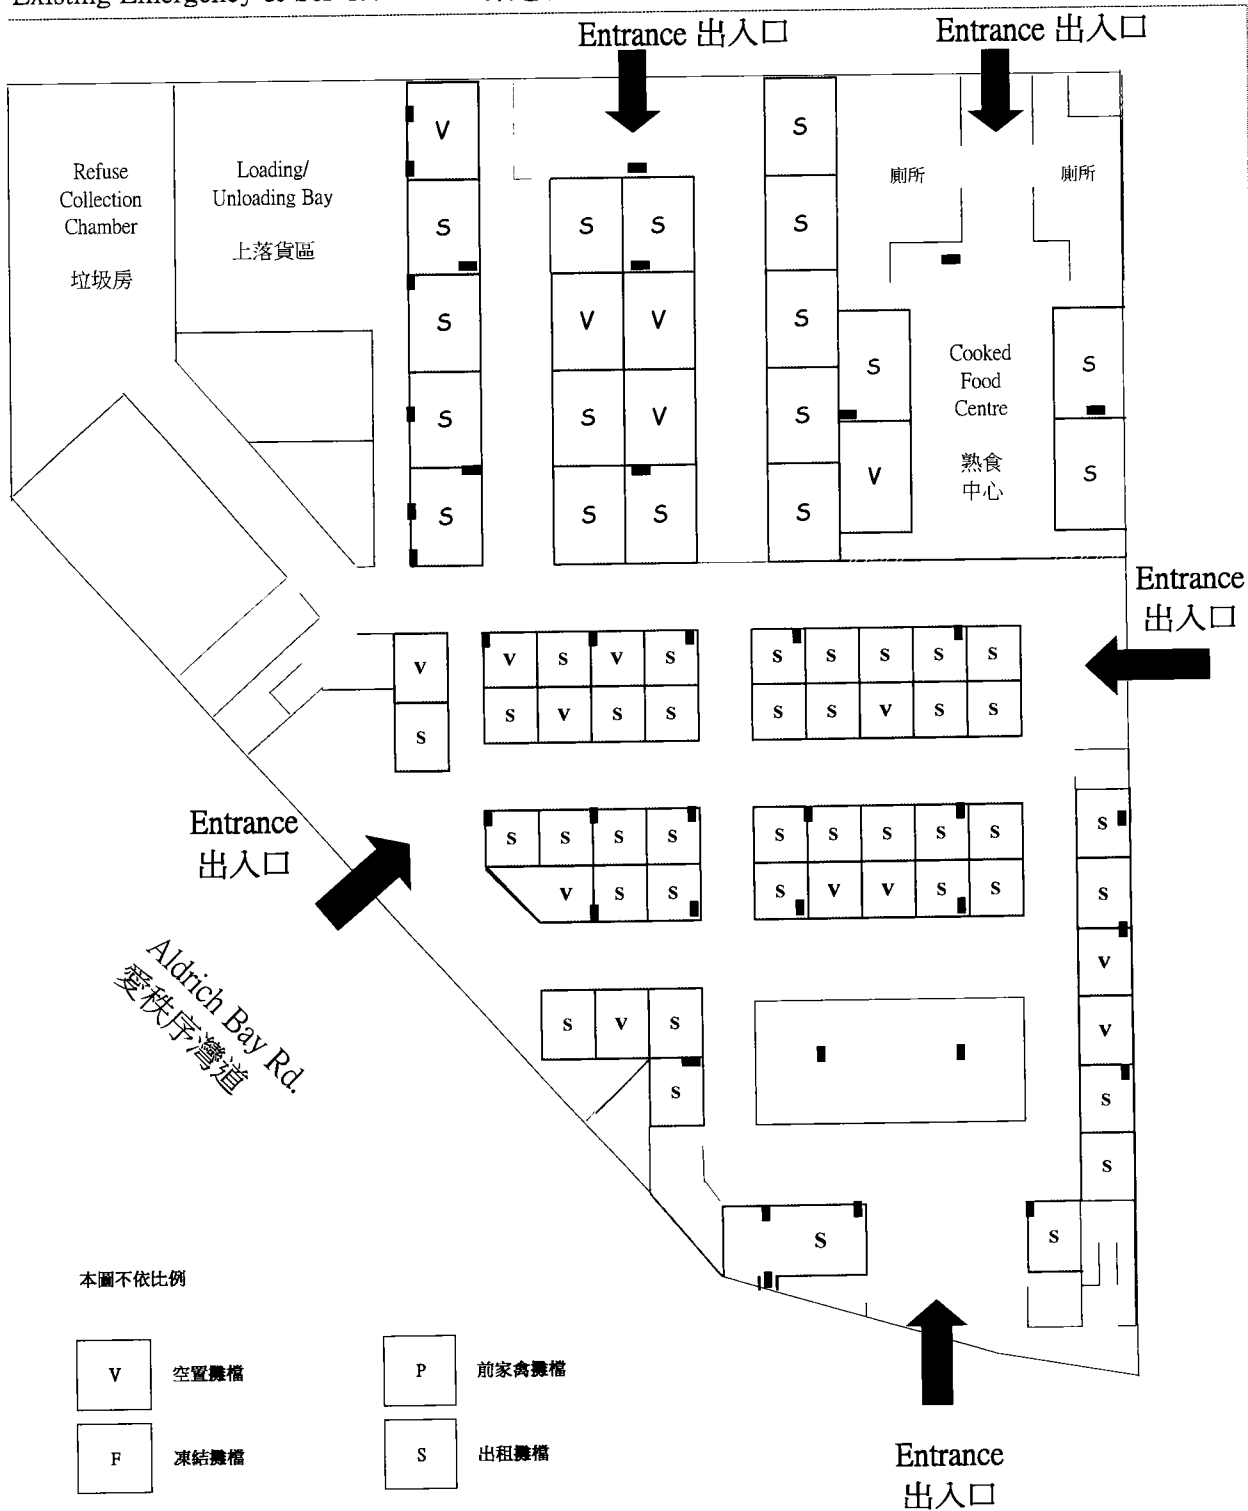 Existing Emergency &
Entrance 出入口
Entrance 出入口
Refuse
Collection
Chamber
垃圾房
Loading/
Unloading Bay
上落貨區
廁所
廁所
V
S
S
S
S
S S
V V
S V
S S
S
S
S
S
S
S
V
Cooked
Food
Centre
熟食
中心
S
S
Entrance
出入口
V
S
V S V S
S V S S
S S S S S
S S V S S
Entrance
出入口
S S S S
V S S
S S S S S
S V V S S
S
S
V
V
S
S
S V S
S
Aldrich Bay Rd.
愛秩序灣道
S
S
本圖不依比例
V 空置攤檔
P 前家禽攤檔
F 凍結攤檔
S 出租攤檔
Entrance
出入口